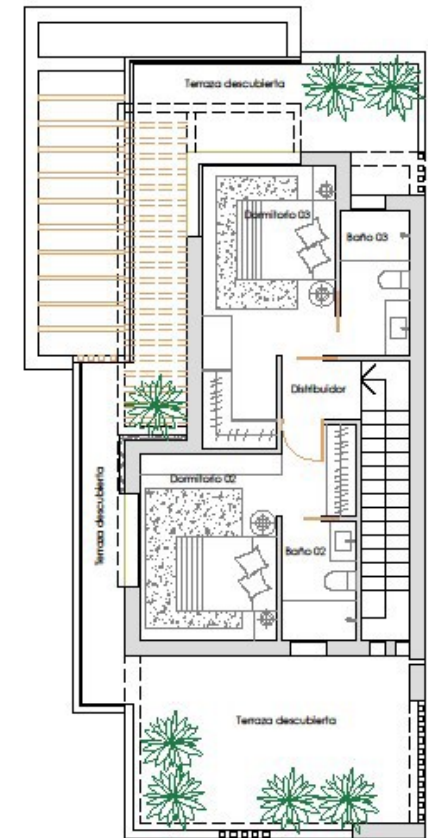 Terraza descubierta
Dormitorio 03
Baño 03
Distribuidor
Dormitorio 02
Terraza descubierta
Baño 02
Terraza descubierta